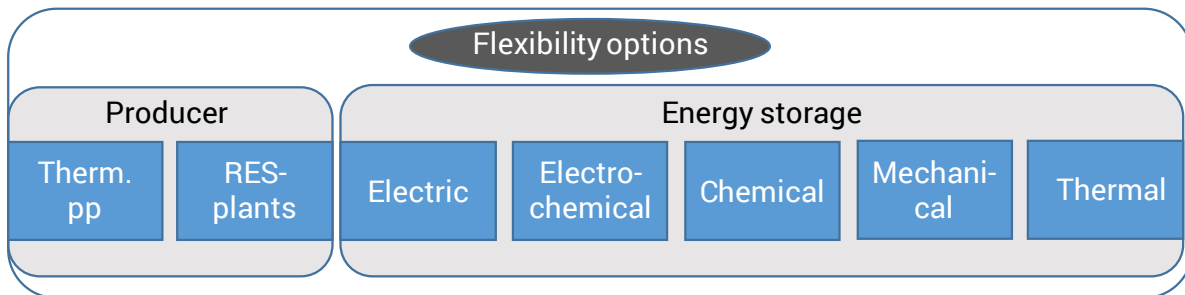 Flexibility options
Producer
Energy storage
Therm.
pp
RES-
plants
Electric
Electro-
chemical
Chemical
Mechani-
cal
Thermal